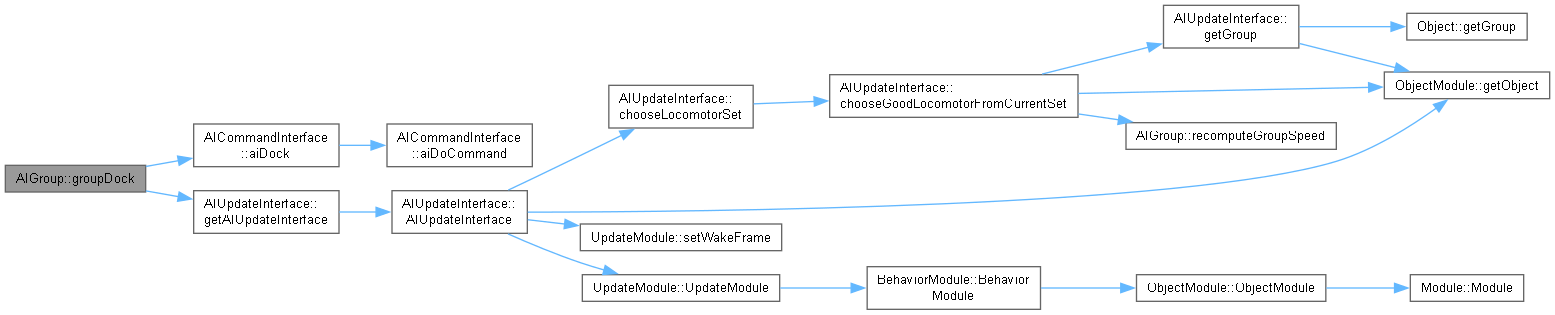 AIGroup::groupDock
AICommandInterface
::aiDock
AICommandInterface
::aiDoCommand
AIUpdateInterface::
getAIUpdateInterface
AIUpdateInterface::
AIUpdateInterface
AIUpdateInterface::
chooseLocomotorSet
AIUpdateInterface::
chooseGoodLocomotorFromCurrentSet
AIUpdateInterface::
getGroup
Object::getGroup
ObjectModule::getObject
AIGroup::recomputeGroupSpeed
UpdateModule::setWakeFrame
UpdateModule::UpdateModule
BehaviorModule::Behavior
Module
ObjectModule::ObjectModule
Module::Module